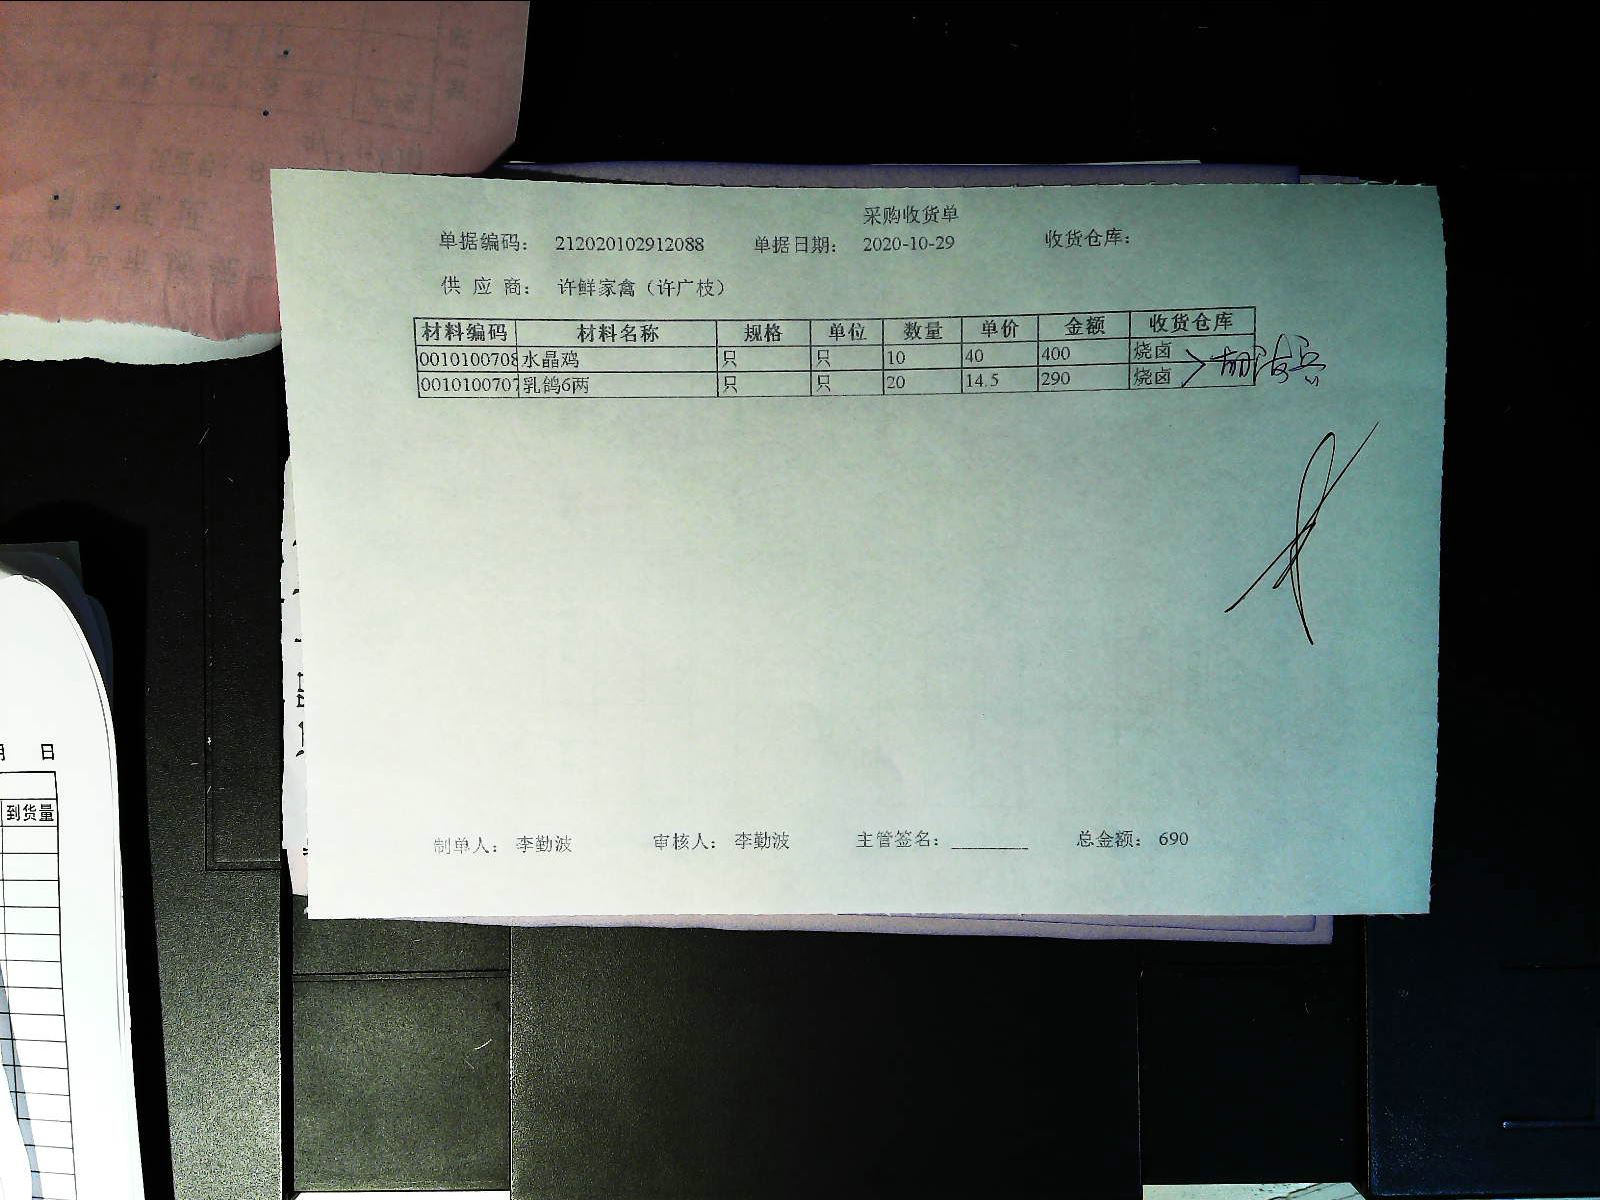 采购收货单
单据编码： 212020102912088 单据日期： 2020-10-29 收货仓库：
供 应 商： 许鲜家禽（许广枝）
材料编码 材料名称 规格 单位 数量 单价 金额 收货仓库
0010100708 水晶鸡 只 只 10 40 400 烧卤
0010100707 乳鸽6两 只 只 20 14.5 290 烧卤
制单人： 李勤波 审核人： 李勤波 主管签名： 总金额： 690
日
到货量